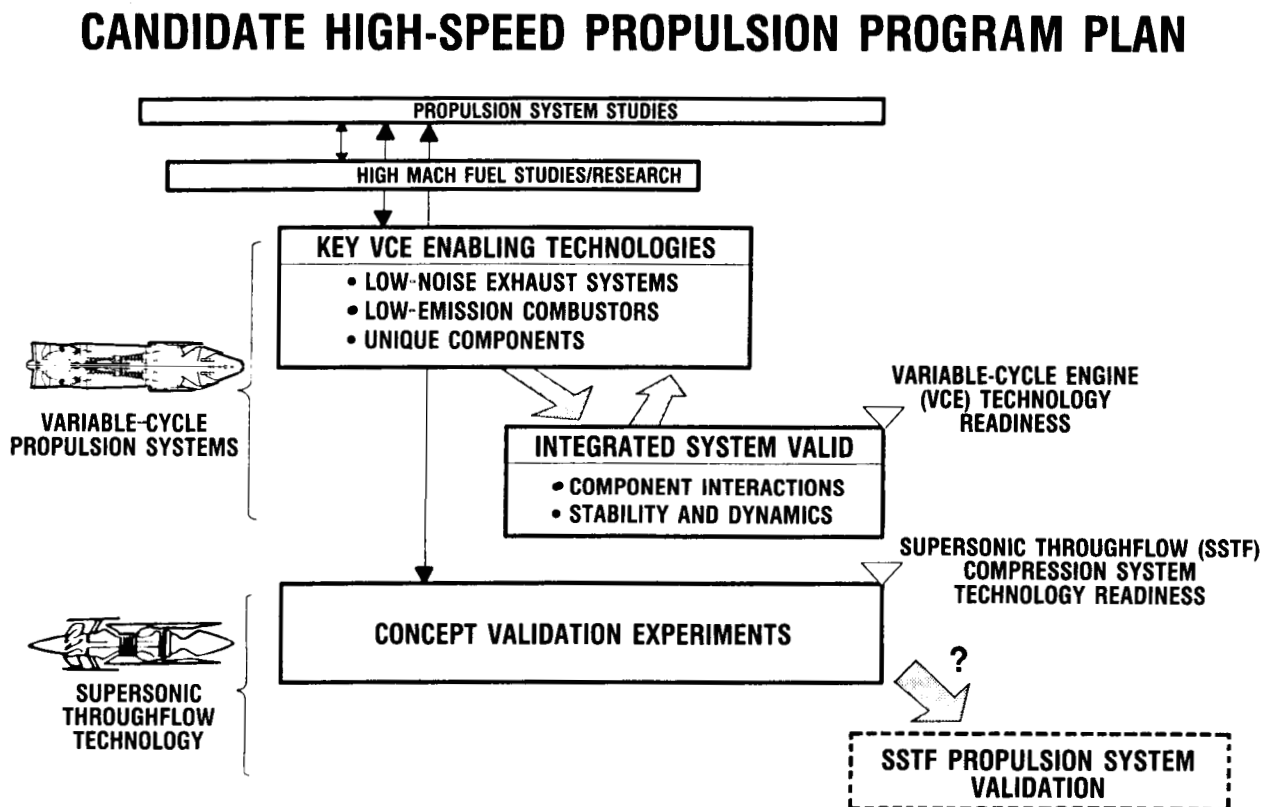 CANDIDATE HIGH-SPEED PROPULSION PROGRAM PLAN
PROPULSION SYSTEM STUDIES
HIGH MACH FUEL STUDIES/RESEARCH
KEY VCE ENABLING TECHNOLOGIES
• LOW-NOISE EXHAUST SYSTEMS
• LOW-EMISSION COMBUSTORS
• UNIQUE COMPONENTS
VARIABLE-CYCLE
PROPULSION SYSTEMS
VARIABLE-CYCLE ENGINE
(VCE) TECHNOLOGY
READINESS
INTEGRATED SYSTEM VALID
• COMPONENT INTERACTIONS
• STABILITY AND DYNAMICS
SUPERSONIC THROUGHFLOW (SSTF)
COMPRESSION SYSTEM
TECHNOLOGY READINESS
CONCEPT VALIDATION EXPERIMENTS
SUPERSONIC
THROUGHFLOW
TECHNOLOGY
?
SSTF PROPULSION SYSTEM
VALIDATION